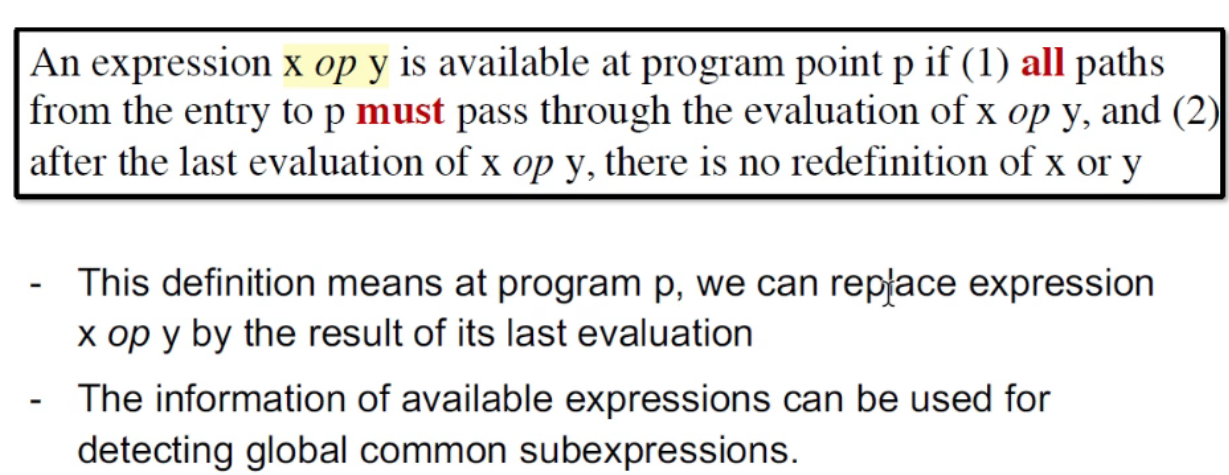 An expression x op y is available at program point p if (1) all paths
from the entry to p must pass through the evaluation of x op y, and (2)
after the last evaluation of x op y, there is no redefinition of x or y
- This definition means at program p, we can replace expression
x op y by the result of its last evaluation
- The information of available expressions can be used for
detecting global common subexpressions.